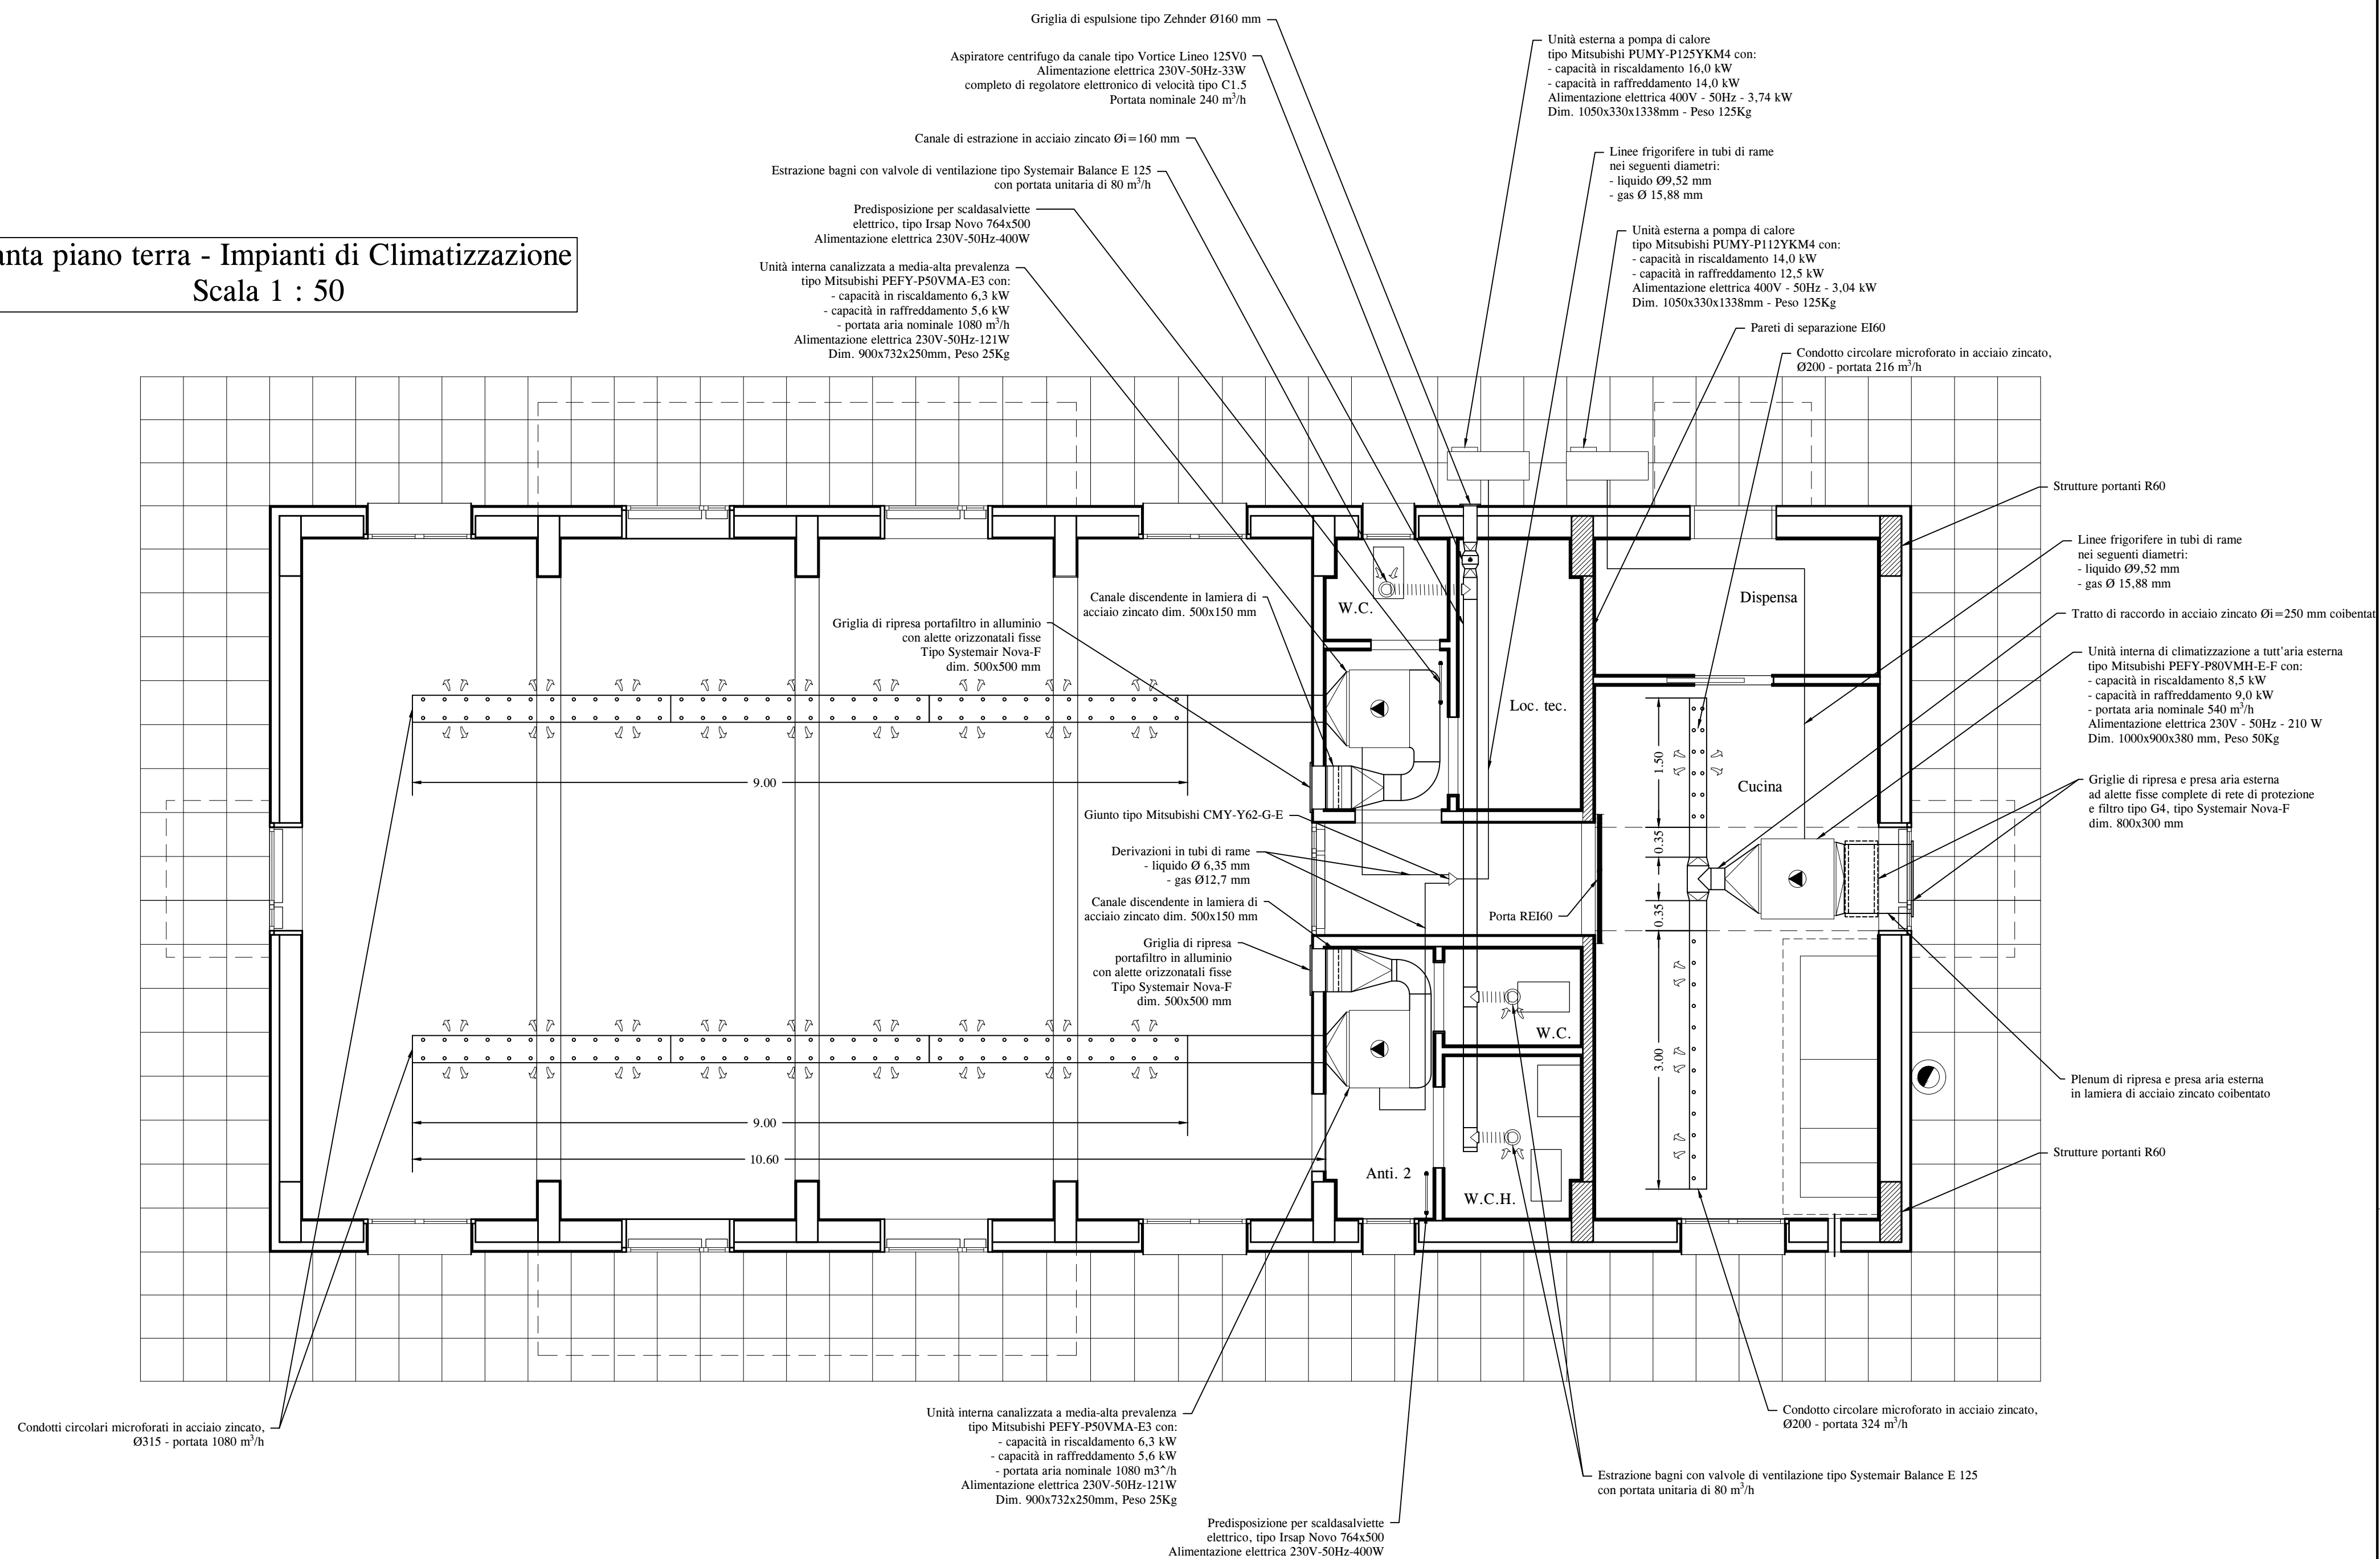 Griglia di espulsione tipo Zehnder Ø160 mm
Aspiratore centrifugo da canale tipo Vortice Lineo 125V0
Alimentazione elettrica 230V-50Hz-33W
completo di regolatore elettronico di velocità tipo C1.5
Portata nominale 240 m³/h
Canale di estrazione in acciaio zincato Øi=160 mm
Estrazione bagni con valvole di ventilazione tipo Systemair Balance E 125
con portata unitaria di 80 m³/h
Predisposizione per scaldasalviette
elettrico, tipo Irsap Novo 764x500
Alimentazione elettrica 230V-50Hz-400W
Unità interna canalizzata a media-alta prevalenza
tipo Mitsubishi PEFY-P50VMA-E3 con:
- capacità in riscaldamento 6,3 kW
- capacità in raffreddamento 5,6 kW
- portata aria nominale 1080 m³/h
Alimentazione elettrica 230V-50Hz-121W
Dim. 900x732x250mm, Peso 25Kg
Unità esterna a pompa di calore
tipo Mitsubishi PUMY-P125YKM4 con:
- capacità in riscaldamento 16,0 kW
- capacità in raffreddamento 14,0 kW
Alimentazione elettrica 400V - 50Hz - 3,74 kW
Dim. 1050x330x1338mm - Peso 125Kg
Linee frigorifere in tubi di rame
nei seguenti diametri:
- liquido Ø9,52 mm
- gas Ø 15,88 mm
Unità esterna a pompa di calore
tipo Mitsubishi PUMY-P112YKM4 con:
- capacità in riscaldamento 14,0 kW
- capacità in raffreddamento 12,5 kW
Alimentazione elettrica 400V - 50Hz - 3,04 kW
Dim. 1050x330x1338mm - Peso 125Kg
Pareti di separazione EI60
Condotto circolare microforato in acciaio zincato,
Ø200 - portata 216 m³/h
anta piano terra - Impianti di Climatizzazione
Scala 1 : 50
Strutture portanti R60
Linee frigorifere in tubi di rame
nei seguenti diametri:
- liquido Ø9,52 mm
- gas Ø 15,88 mm
Tratto di raccordo in acciaio zincato Øi=250 mm coibentat
Unità interna di climatizzazione a tutt'aria esterna
tipo Mitsubishi PEFY-P80VMH-E-F con:
- capacità in riscaldamento 8,5 kW
- capacità in raffreddamento 9,0 kW
- portata aria nominale 540 m³/h
Alimentazione elettrica 230V - 50Hz - 210 W
Dim. 1000x900x380 mm, Peso 50Kg
Griglie di ripresa e presa aria esterna
ad alette fisse complete di rete di protezione
e filtro tipo G4, tipo Systemair Nova-F
dim. 800x300 mm
Canale discendente in lamiera di
acciaio zincato dim. 500x150 mm
Griglia di ripresa portafiltro in alluminio
con alette orizzonatali fisse
Tipo Systemair Nova-F
dim. 500x500 mm
W.C.
Dispensa
Loc. tec.
Cucina
1.50
0.35
0.35
3.00
9.00
Giunto tipo Mitsubishi CMY-Y62-G-E
Derivazioni in tubi di rame
- liquido Ø 6,35 mm
- gas Ø12,7 mm
Canale discendente in lamiera di
acciaio zincato dim. 500x150 mm
Porta REI60
Griglia di ripresa
portafiltro in alluminio
con alette orizzonatali fisse
Tipo Systemair Nova-F
dim. 500x500 mm
W.C.
9.00
10.60
Anti. 2
W.C.H.
Plenum di ripresa e presa aria esterna
in lamiera di acciaio zincato coibentato
Strutture portanti R60
Condotti circolari microforati in acciaio zincato,
Ø315 - portata 1080 m³/h
Unità interna canalizzata a media-alta prevalenza
tipo Mitsubishi PEFY-P50VMA-E3 con:
- capacità in riscaldamento 6,3 kW
- capacità in raffreddamento 5,6 kW
- portata aria nominale 1080 m3^/h
Alimentazione elettrica 230V-50Hz-121W
Dim. 900x732x250mm, Peso 25Kg
Condotto circolare microforato in acciaio zincato,
Ø200 - portata 324 m³/h
Estrazione bagni con valvole di ventilazione tipo Systemair Balance E 125
con portata unitaria di 80 m³/h
Predisposizione per scaldasalviette
elettrico, tipo Irsap Novo 764x500
Alimentazione elettrica 230V-50Hz-400W